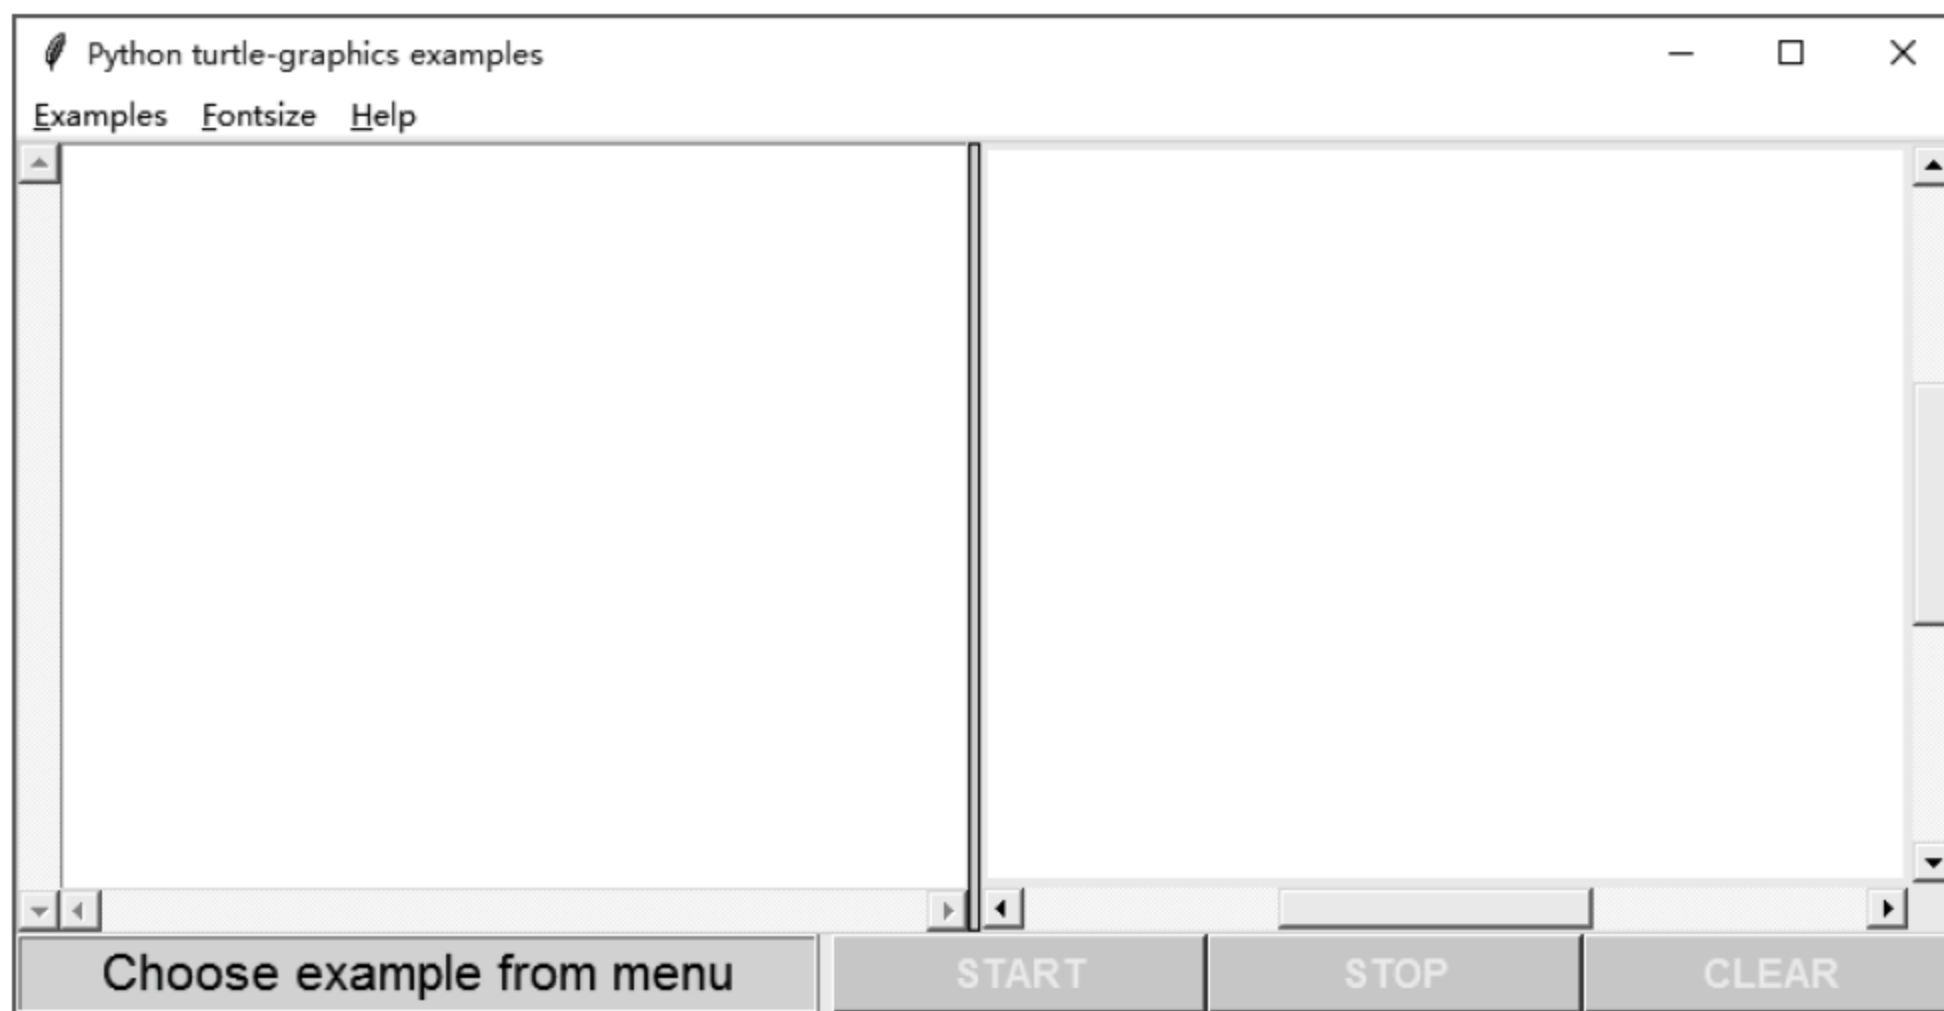 Python turtle-graphics examples
Examples Fontsize Help
Choose example from menu START STOP CLEAR